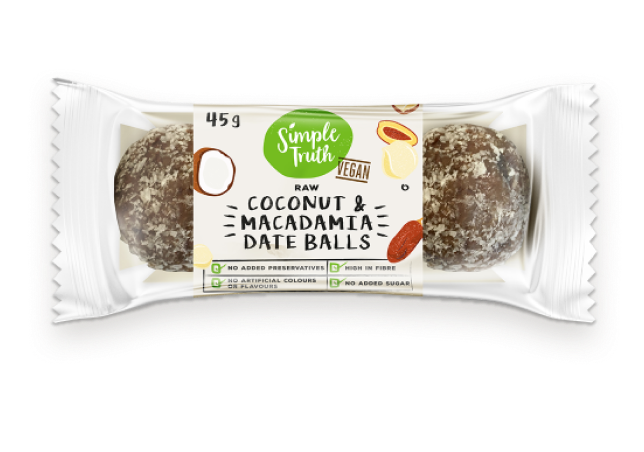 45g
Simple
Truth
VEGAN
RAW
COCONUT &
MACADAMIA
DATE BALLS
NO ADDED PRESERVATIVES
HIGH IN FIBRE
NO ARTIFICIAL COLOURS
OR FLAVOURS
NO ADDED SUGAR